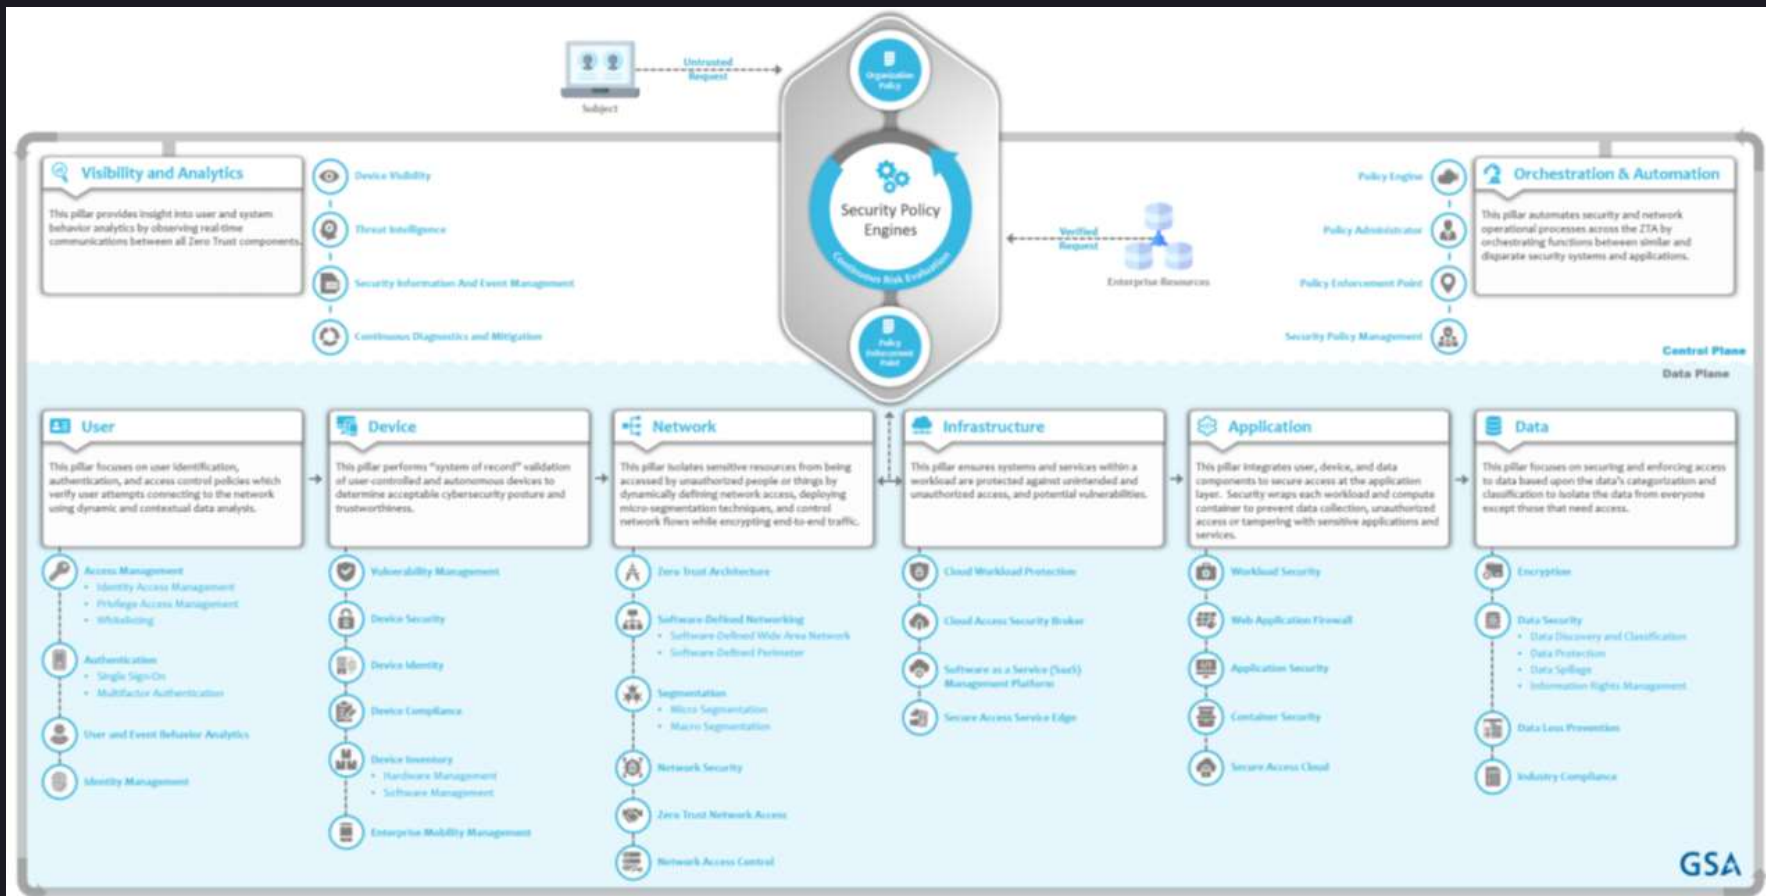 Subject
Untrusted
Request
Organization
Policy
Security Policy
Engines
Continuous Risk Evaluation
Policy
Enforcement
Point
Verified
Request
Enterprise Resources
Visibility and Analytics
This pillar provides insight into user and system
behavior analytics by observing real-time
communications between all Zero Trust components.
Device Visibility
Threat Intelligence
Security Information And Event Management
Continuous Diagnostics and Mitigation
Policy Engine
Policy Administrator
Policy Enforcement Point
Security Policy Management
Orchestration & Automation
This pillar automates security and network
operational processes across the ZTA by
orchestrating functions between similar and
disparate security systems and applications.
Control Plane
Data Plane
User
This pillar focuses on user identification,
authentication, and access control policies which
verify user attempts connecting to the network
using dynamic and contextual data analysis.
Access Management
• Identity Access Management
• Privilege Access Management
• Whitelisting
Authentication
• Single Sign-On
• Multifactor Authentication
User and Event Behavior Analytics
Identity Management
Device
This pillar performs "system of record" validation
of user-controlled and autonomous devices to
determine acceptable cybersecurity posture and
trustworthiness.
Vulnerability Management
Device Security
Device Identity
Device Compliance
Device Inventory
• Hardware Management
• Software Management
Enterprise Mobility Management
Network
This pillar isolates sensitive resources from being
accessed by unauthorized people or things by
dynamically defining network access, deploying
micro-segmentation techniques, and control
network flows while encrypting end-to-end traffic.
Zero Trust Architecture
Software Defined Networking
• Software-Defined Wide Area Network
• Software Defined Perimeter
Segmentation
• Micro Segmentation
• Macro Segmentation
Network Security
Zero Trust Network Access
Network Access Control
Infrastructure
This pillar ensures systems and services within a
workload are protected against unintended and
unauthorized access, and potential vulnerabilities.
Cloud Workload Protection
Cloud Access Security Broker
Software as a Service (SaaS)
Management Platform
Secure Access Service Edge
Application
This pillar integrates user, device, and data
components to secure access at the application
layer. Security wraps each workload and compute
container to prevent data collection, unauthorized
access or tampering with sensitive applications and
services.
Workload Security
Web Application Firewall
Application Security
Container Security
Secure Access Cloud
Data
This pillar focuses on securing and enforcing access
to data based upon the data's categorization and
classification to isolate the data from everyone
except those that need access.
Encryption
Data Security
• Data Discovery and Classification
• Data Protection
• Data Spillage
• Information Rights Management
Data Loss Prevention
Industry Compliance
GSA